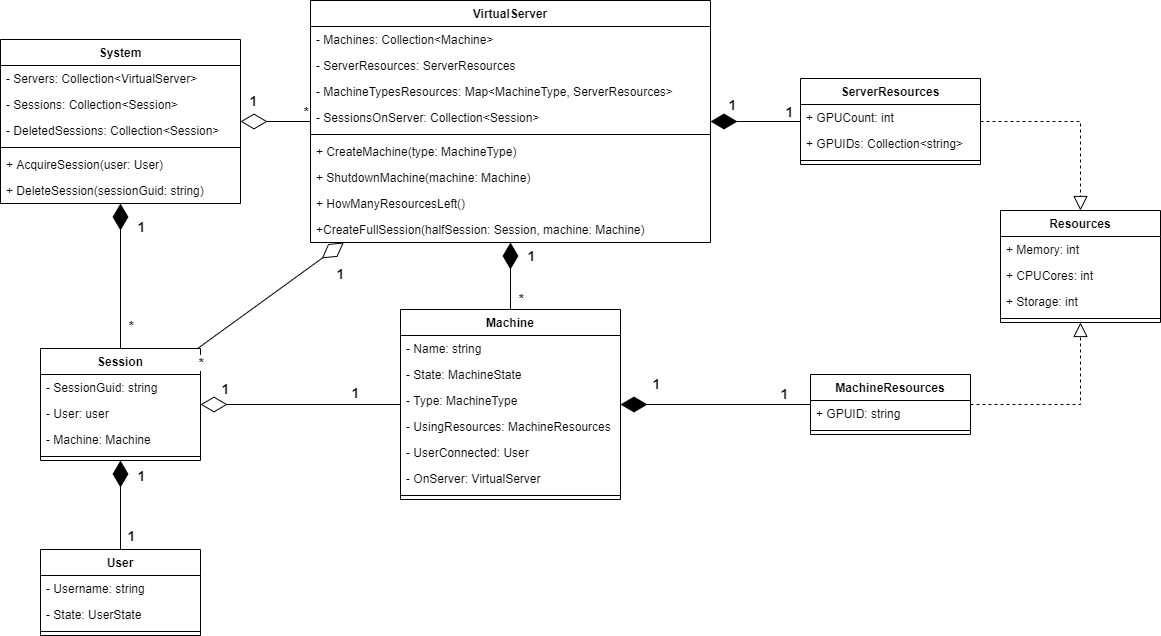 VirtualServer
- Machines: Collection<Machine>
- ServerResources: ServerResources
- MachineTypesResources: Map<MachineType, ServerResources>
- SessionsOnServer: Collection<Session>
+ CreateMachine(type: MachineType)
+ ShutdownMachine(machine: Machine)
+ HowManyResourcesLeft()
+CreateFullSession(halfSession: Session, machine: Machine)
System
- Servers: Collection<VirtualServer>
- Sessions: Collection<Session>
- DeletedSessions: Collection<Session>
+ AcquireSession(user: User)
+ DeleteSession(sessionGuid: string)
1
*
1
1
ServerResources
+ GPUCount: int
+ GPUIDs: Collection<string>
Resources
+ Memory: int
+ CPUCores: int
+ Storage: int
1
*
1
*
1
*
Session
- SessionGuid: string
- User: user
- Machine: Machine
1
1
Machine
- Name: string
- State: MachineState
- Type: MachineType
- UsingResources: MachineResources
- UserConnected: User
- OnServer: VirtualServer
1
1
MachineResources
+ GPUID: string
1
1
User
- Username: string
- State: UserState